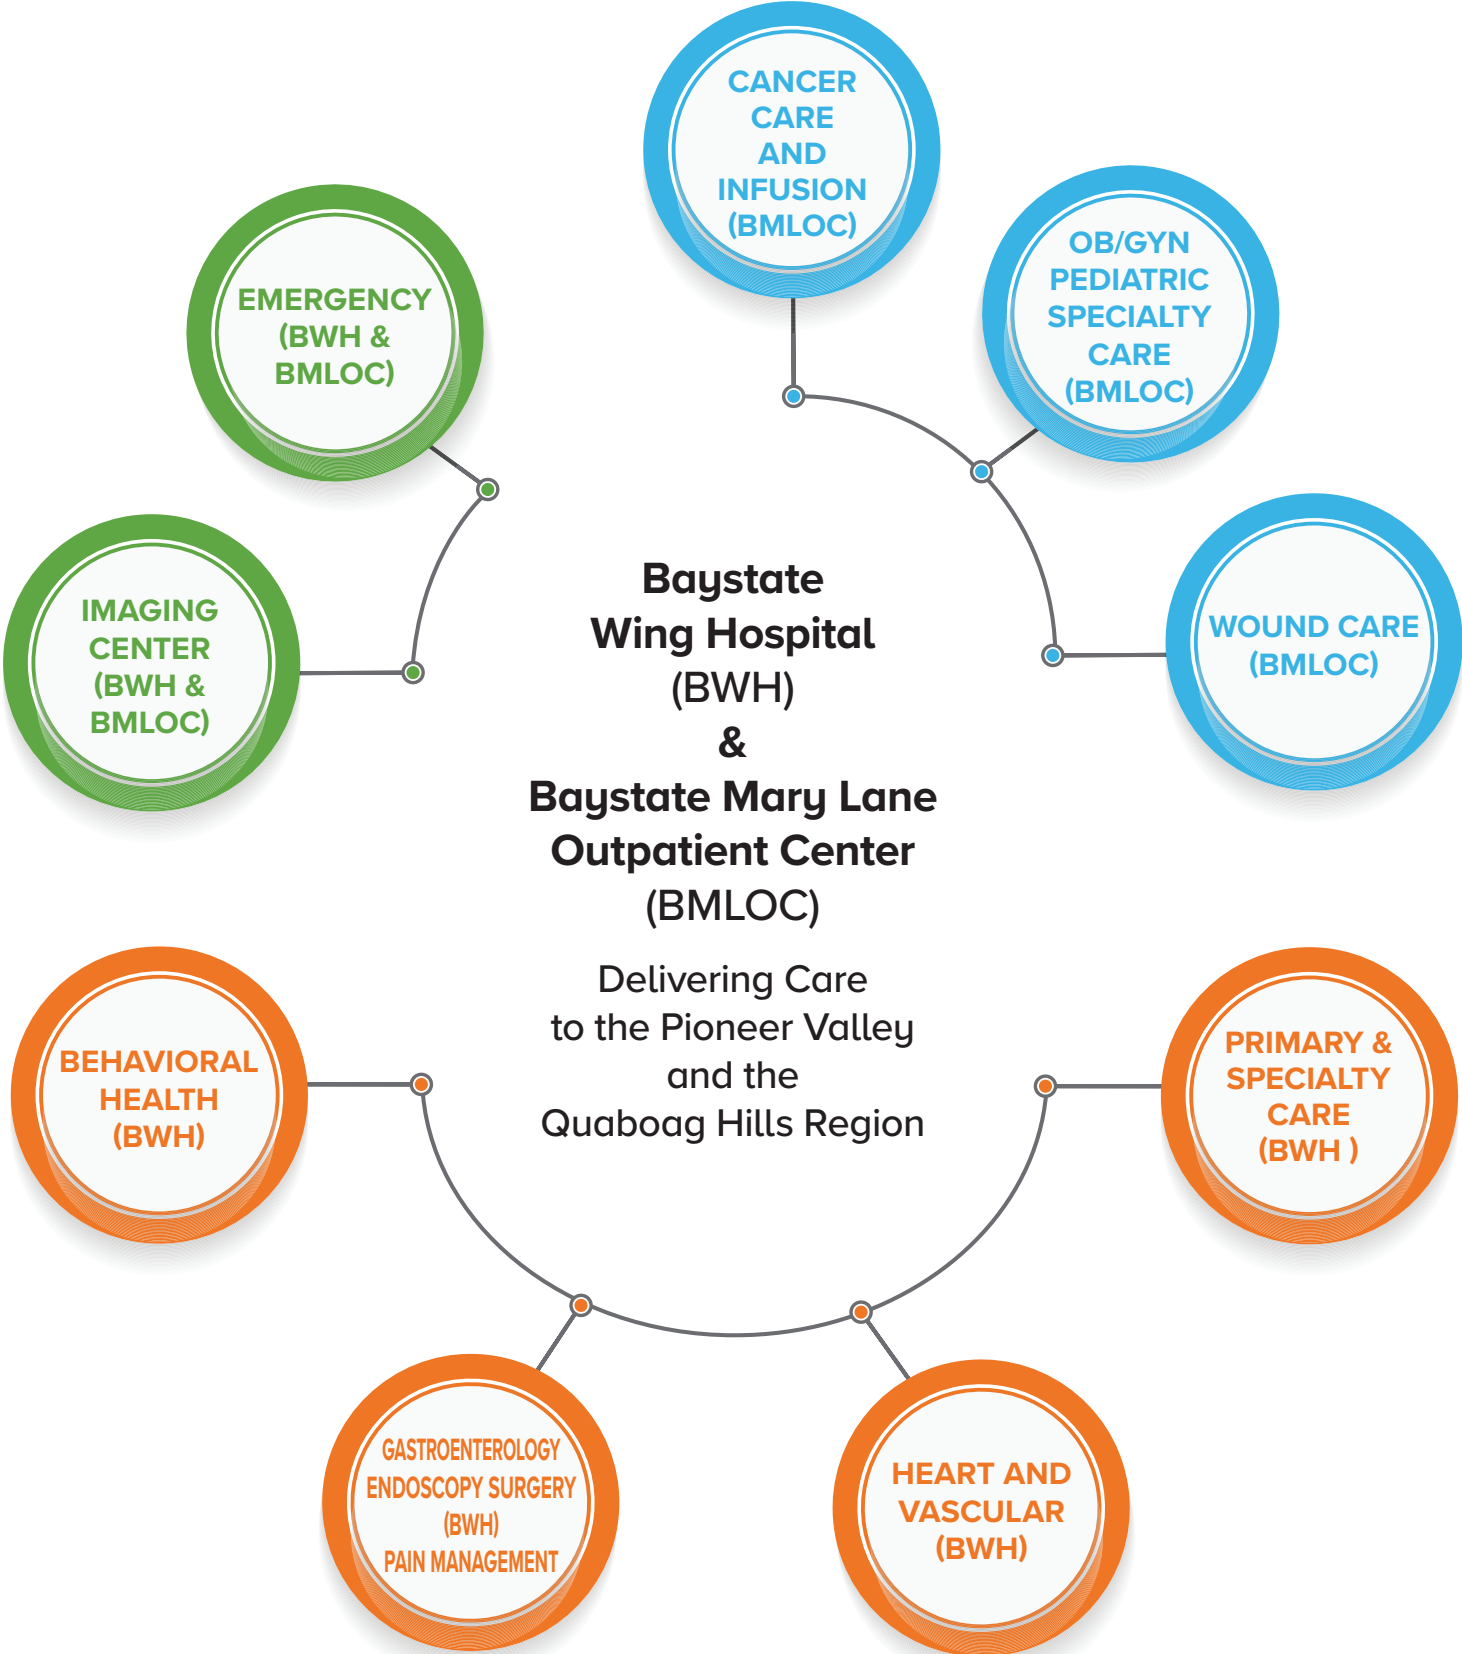 CANCER
CARE
AND
INFUSION
(BMLOC)
OB/GYN
PEDIATRIC
SPECIALTY
CARE
(BMLOC)
EMERGENCY
(BWH &
BMLOC)
WOUND CARE
(BMLOC)
IMAGING
CENTER
(BWH &
BMLOC)
Baystate
Wing Hospital
(BWH)
&
Baystate Mary Lane
Outpatient Center
(BMLOC)
Delivering Care
to the Pioneer Valley
and the
Quaboag Hills Region
BEHAVIORAL
HEALTH
(BWH)
PRIMARY &
SPECIALTY
CARE
(BWH )
GASTROENTEROLOGY
ENDOSCOPY SURGERY
(BWH)
PAIN MANAGEMENT
HEART AND
VASCULAR
(BWH)